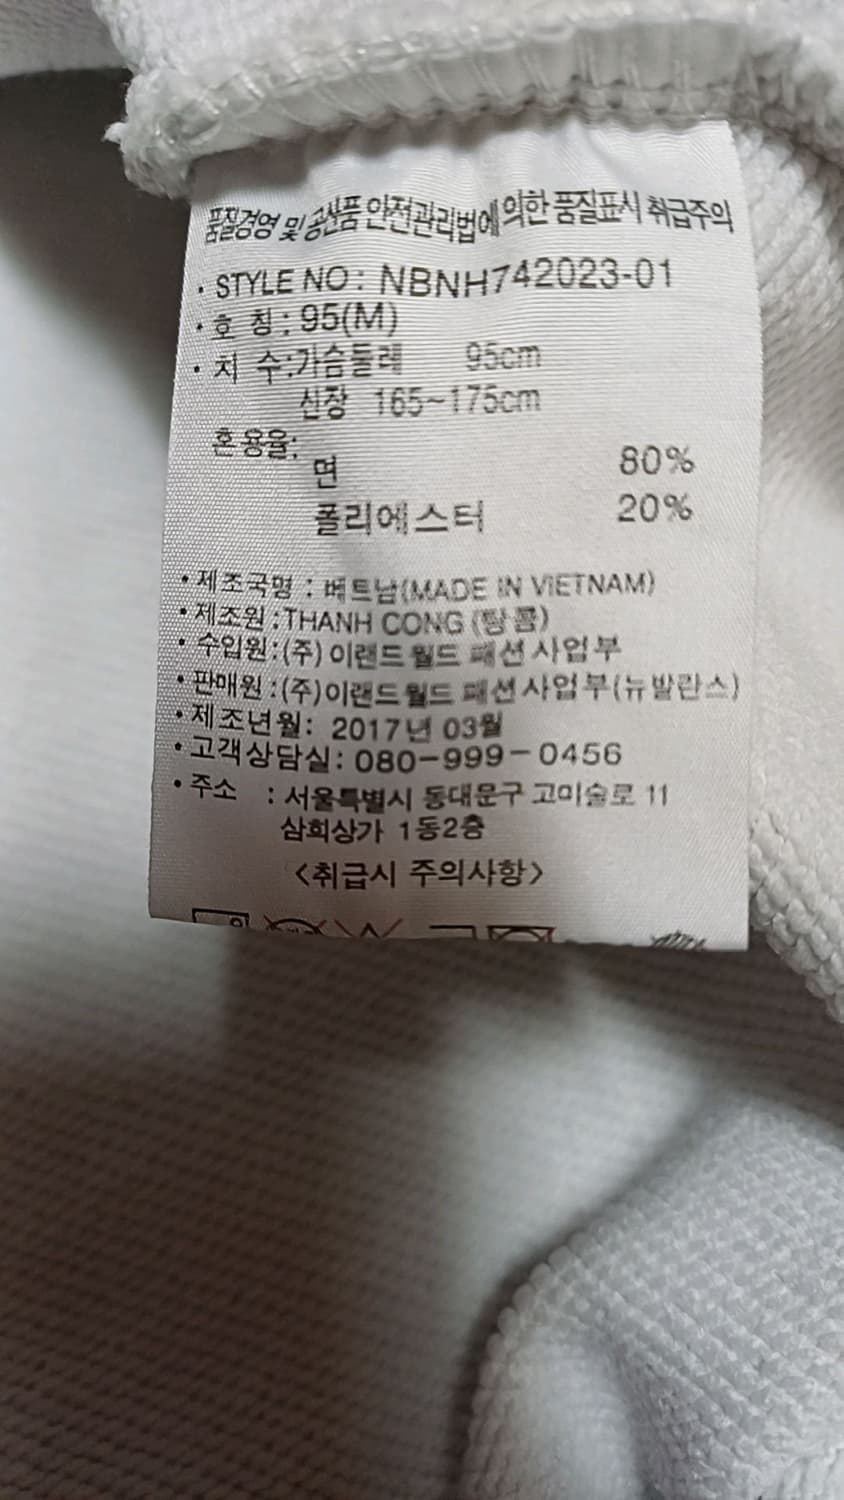 품질경영 및 공산품 안전관리법에 의한 품질표시 취급주의
· STYLE NO : NBNH742023-01
· 호 칭 : 95(M)
· 치 수 : 가슴둘레 95cm
신장 165~175cm
혼용율:
면 80%
폴리에스터 20%
· 제조국명 : 베트남(MADE IN VIETNAM)
· 제조원 : THANH CONG (탕콤)
· 수입원 : (주) 이랜드 월드 패션 사업부
· 판매원 : (주)이랜드 월드 패션 사업부(뉴발란스)
· 제조년월 : 2017년 03월
· 고객상담실 : 080-999-0456
· 주소 : 서울특별시 동대문구 고미술로 11
삼희상가 1동2층
<취급시 주의사항>